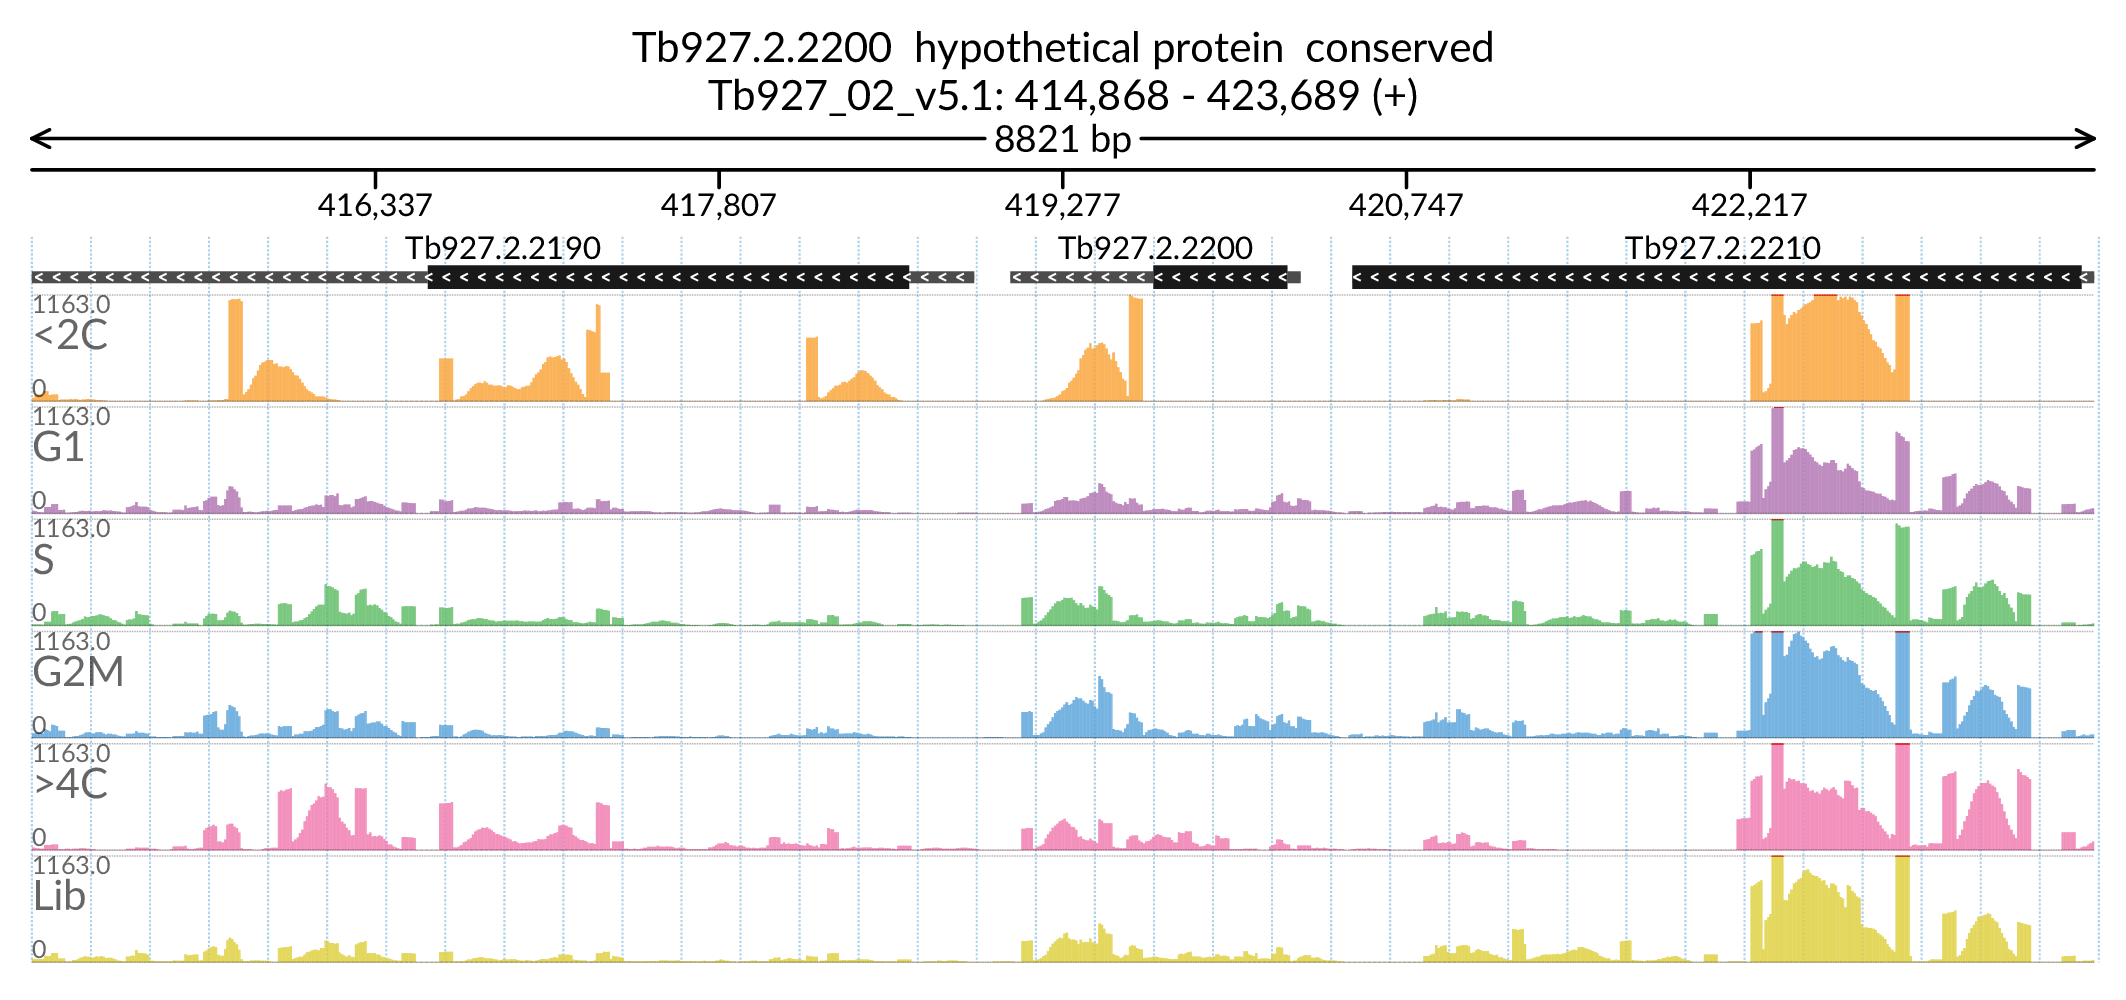 Tb927.2.2200 hypothetical protein conserved
Tb927_02_v5.1: 414,868 - 423,689 (+)
8821 bp
416,337 417,807 419,277 420,747 422,217
Tb927.2.2190 Tb927.2.2200 Tb927.2.2210
1163.0
<2C
0
1163.0
G1
0
1163.0
S
0
1163.0
G2M
0
1163.0
>4C
0
1163.0
Lib
0